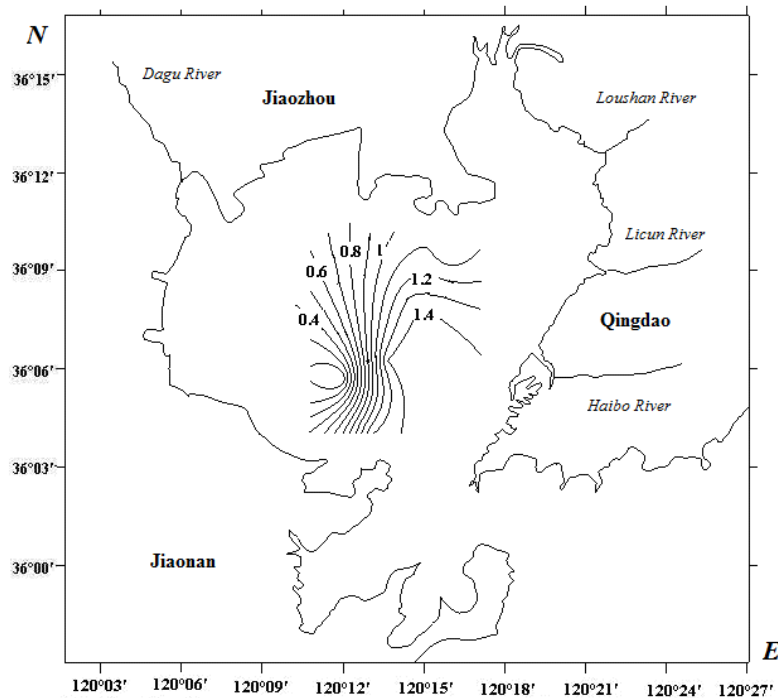 N
36°15′
Dagu River
Jiaozhou
Loushan River
36°12′
Licun River
36°09′
0.6
0.8
1
1.2
0.4
1.4
Qingdao
36°06′
Haibo River
36°03′
36°00′
Jiaonan
E
120°03′ 120°06′ 120°09′ 120°12′ 120°15′ 120°18′ 120°21′ 120°24′ 120°27′